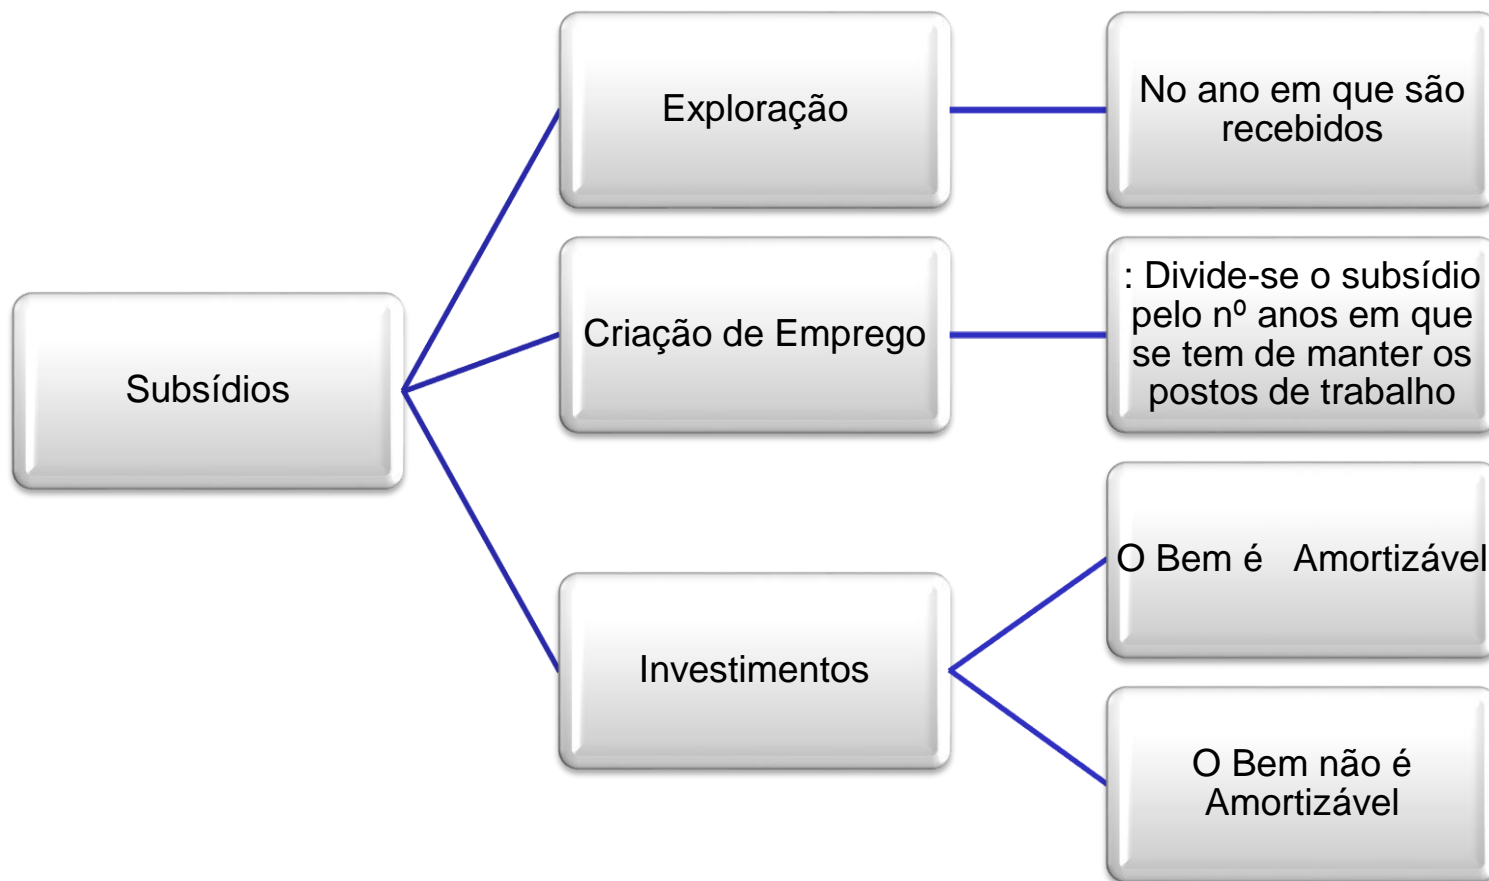 Subsídios
Exploração
No ano em que são
recebidos
Criação de Emprego
: Divide-se o subsídio
pelo nº anos em que
se tem de manter os
postos de trabalho
Investimentos
O Bem é   Amortizável
O Bem não é
Amortizável